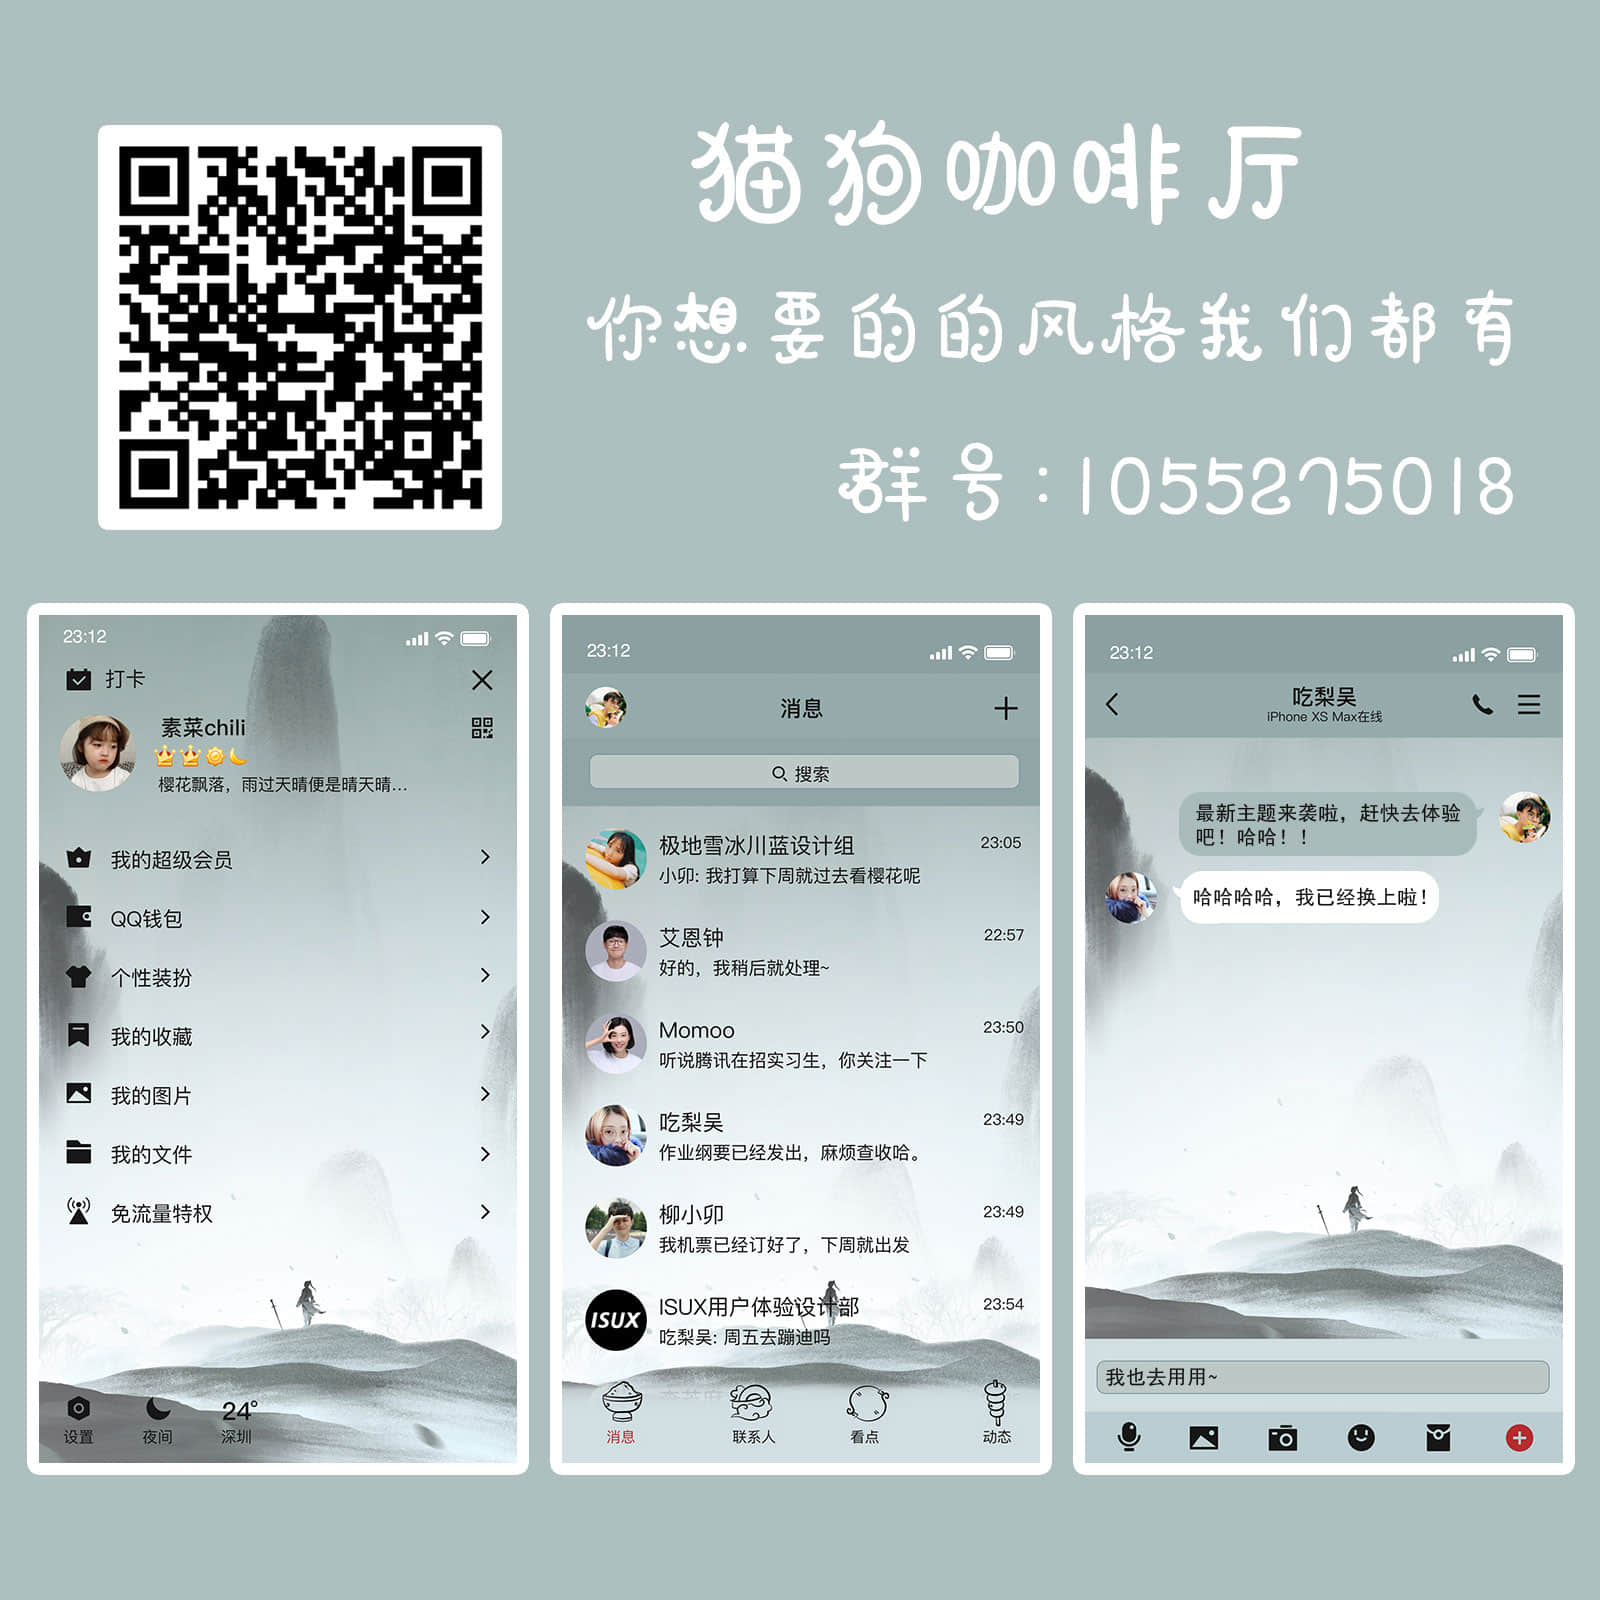 猫狗咖啡厅
你想要的的风格我们都有
群号:1055275018
23:12
打卡
素菜chili
樱花飘落，雨过天晴便是晴天晴...
我的超级会员
QQ钱包
个性装扮
我的收藏
我的图片
我的文件
免流量特权
24°
设置 夜间 深圳
23:12
消息
搜索
极地雪冰川蓝设计组 23:05
小卯: 我打算下周就过去看樱花呢
艾恩钟 22:57
好的，我稍后就处理~
Momoo 23:50
听说腾讯在招实习生，你关注一下
吃梨吴 23:49
作业纲要已经发出，麻烦查收哈。
柳小卯 23:49
我机票已经订好了，下周就出发
ISUX
ISUX用户体验设计部 23:54
吃梨吴: 周五去蹦迪吗
消息 联系人 看点 动态
23:12
吃梨吴
iPhone XS Max在线
最新主题来袭啦，赶快去体验
吧！哈哈！！
哈哈哈哈，我已经换上啦！
我也去用用~